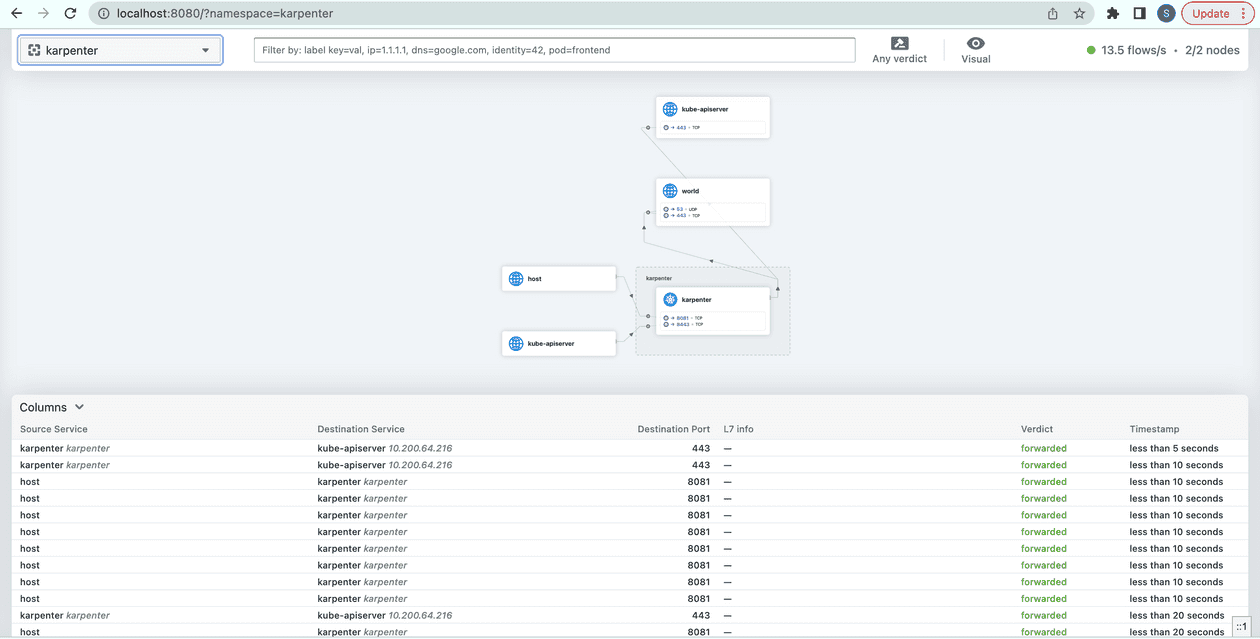 localhost:8080/?namespace=karpenter
S
Update
karpenter
Filter by: label key=val, ip=1.1.1.1, dns=google.com, identity=42, pod=frontend
Any verdict
Visual
13.5 flows/s • 2/2 nodes
kube-apiserver
→ 443 • TCP
world
→ 53 • UDP
→ 443 • TCP
host
karpenter
karpenter
→ 8081 • TCP
→ 8443 • TCP
kube-apiserver
Columns
Source Service Destination Service Destination Port L7 info Verdict Timestamp
karpenter karpenter kube-apiserver 10.200.64.216 443 — forwarded less than 5 seconds
karpenter karpenter kube-apiserver 10.200.64.216 443 — forwarded less than 10 seconds
host karpenter karpenter 8081 — forwarded less than 10 seconds
host karpenter karpenter 8081 — forwarded less than 10 seconds
host karpenter karpenter 8081 — forwarded less than 10 seconds
host karpenter karpenter 8081 — forwarded less than 10 seconds
host karpenter karpenter 8081 — forwarded less than 10 seconds
host karpenter karpenter 8081 — forwarded less than 10 seconds
host karpenter karpenter 8081 — forwarded less than 10 seconds
host karpenter karpenter 8081 — forwarded less than 10 seconds
karpenter karpenter kube-apiserver 10.200.64.216 443 — forwarded less than 20 seconds
host karpenter karpenter 8081 — forwarded less than 20 seconds
::1